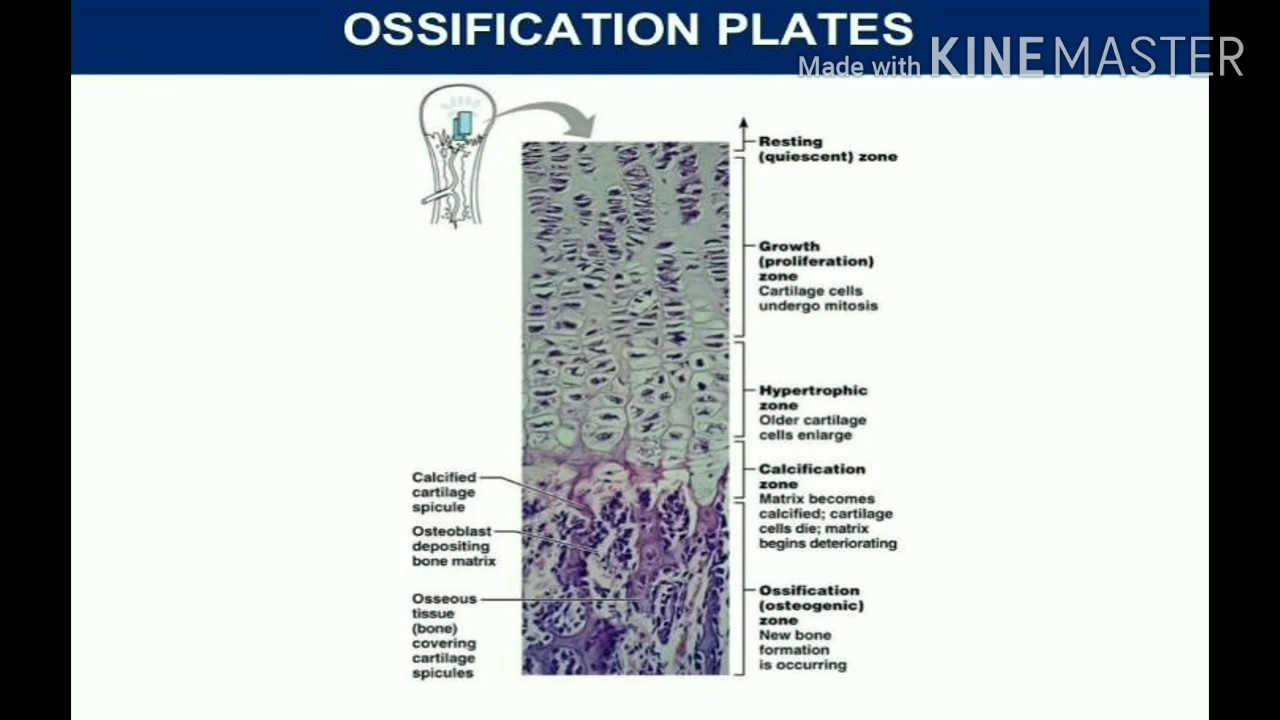 OSSIFICATION PLATES
Made with KINEMASTER
Resting
(quiescent) zone
Growth
(proliferation)
zone
Cartilage cells
undergo mitosis
Hypertrophic
zone
Older cartilage
cells enlarge
Calcification
zone
Matrix becomes
calcified; cartilage
cells die; matrix
begins deteriorating
Ossification
(osteogenic)
zone
New bone
formation
is occurring
Calcified
cartilage
spicule
Osteoblast
depositing
bone matrix
Osseous
tissue
(bone)
covering
cartilage
spicules